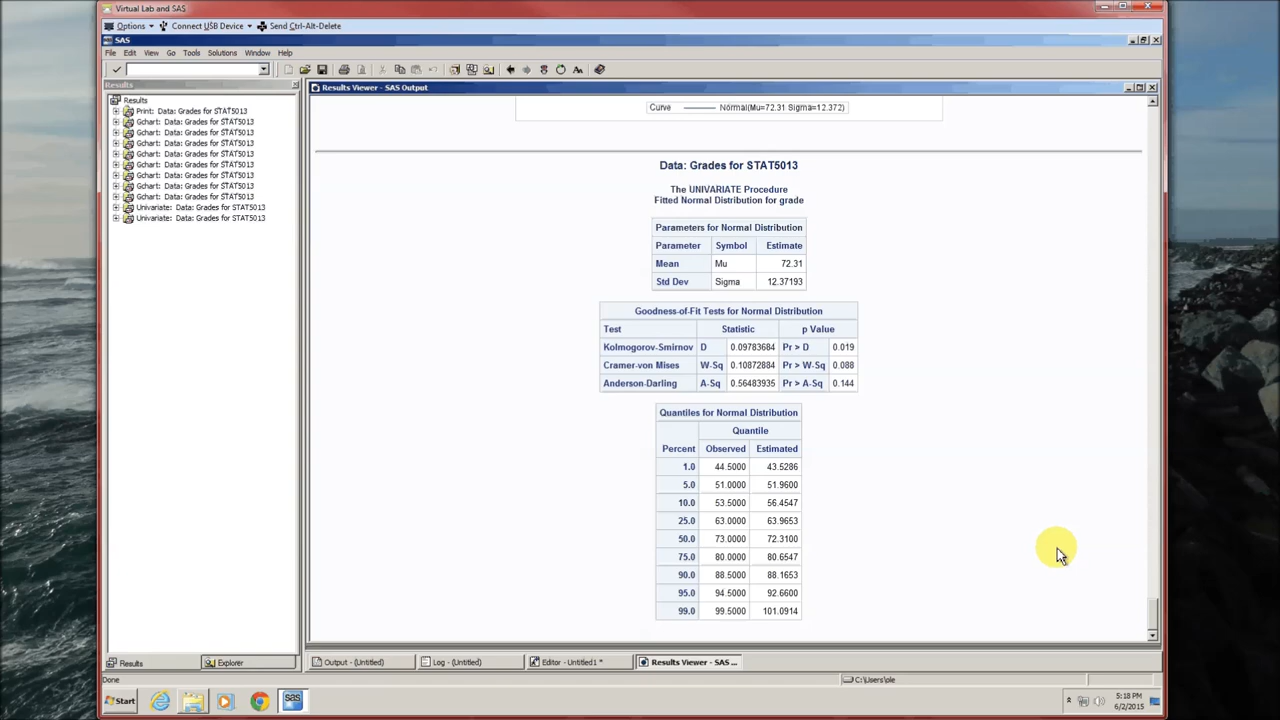 Virtual Lab and SAS
Options Connect USB Device Send Ctrl-Alt-Delete
SAS
File Edit View Go Tools Solutions Window Help
Results
Results Viewer - SAS Output
Results
Print: Data: Grades for STAT5013
Gchart: Data: Grades for STAT5013
Gchart: Data: Grades for STAT5013
Gchart: Data: Grades for STAT5013
Gchart: Data: Grades for STAT5013
Gchart: Data: Grades for STAT5013
Gchart: Data: Grades for STAT5013
Gchart: Data: Grades for STAT5013
Gchart: Data: Grades for STAT5013
Univariate: Data: Grades for STAT5013
Univariate: Data: Grades for STAT5013
Curve Normal(Mu=72.31 Sigma=12.372)
Data: Grades for STAT5013
The UNIVARIATE Procedure
Fitted Normal Distribution for grade
Parameters for Normal Distribution
Parameter Symbol Estimate
Mean Mu 72.31
Std Dev Sigma 12.37193
Goodness-of-Fit Tests for Normal Distribution
Test Statistic p Value
Kolmogorov-Smirnov D 0.09783684 Pr > D 0.019
Cramer-von Mises W-Sq 0.10872884 Pr > W-Sq 0.088
Anderson-Darling A-Sq 0.56483935 Pr > A-Sq 0.144
Quantiles for Normal Distribution
Quantile
Percent Observed Estimated
1.0 44.5000 43.5286
5.0 51.0000 51.9600
10.0 53.5000 56.4547
25.0 63.0000 63.9653
50.0 73.0000 72.3100
75.0 80.0000 80.6547
90.0 88.5000 88.1653
95.0 94.5000 92.6600
99.0 99.5000 101.0914
Results Explorer
Output - (Untitled) Log - (Untitled) Editor - Untitled1 * Results Viewer - SAS ...
Done C:\Users\ple
Start sas
5:18 PM
6/2/2015